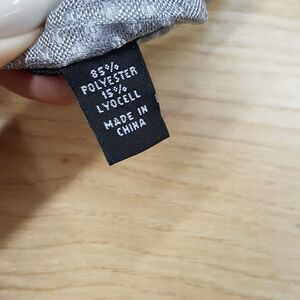 85%
POLYESTER
15%
LYOCELL
MADE IN
CHINA